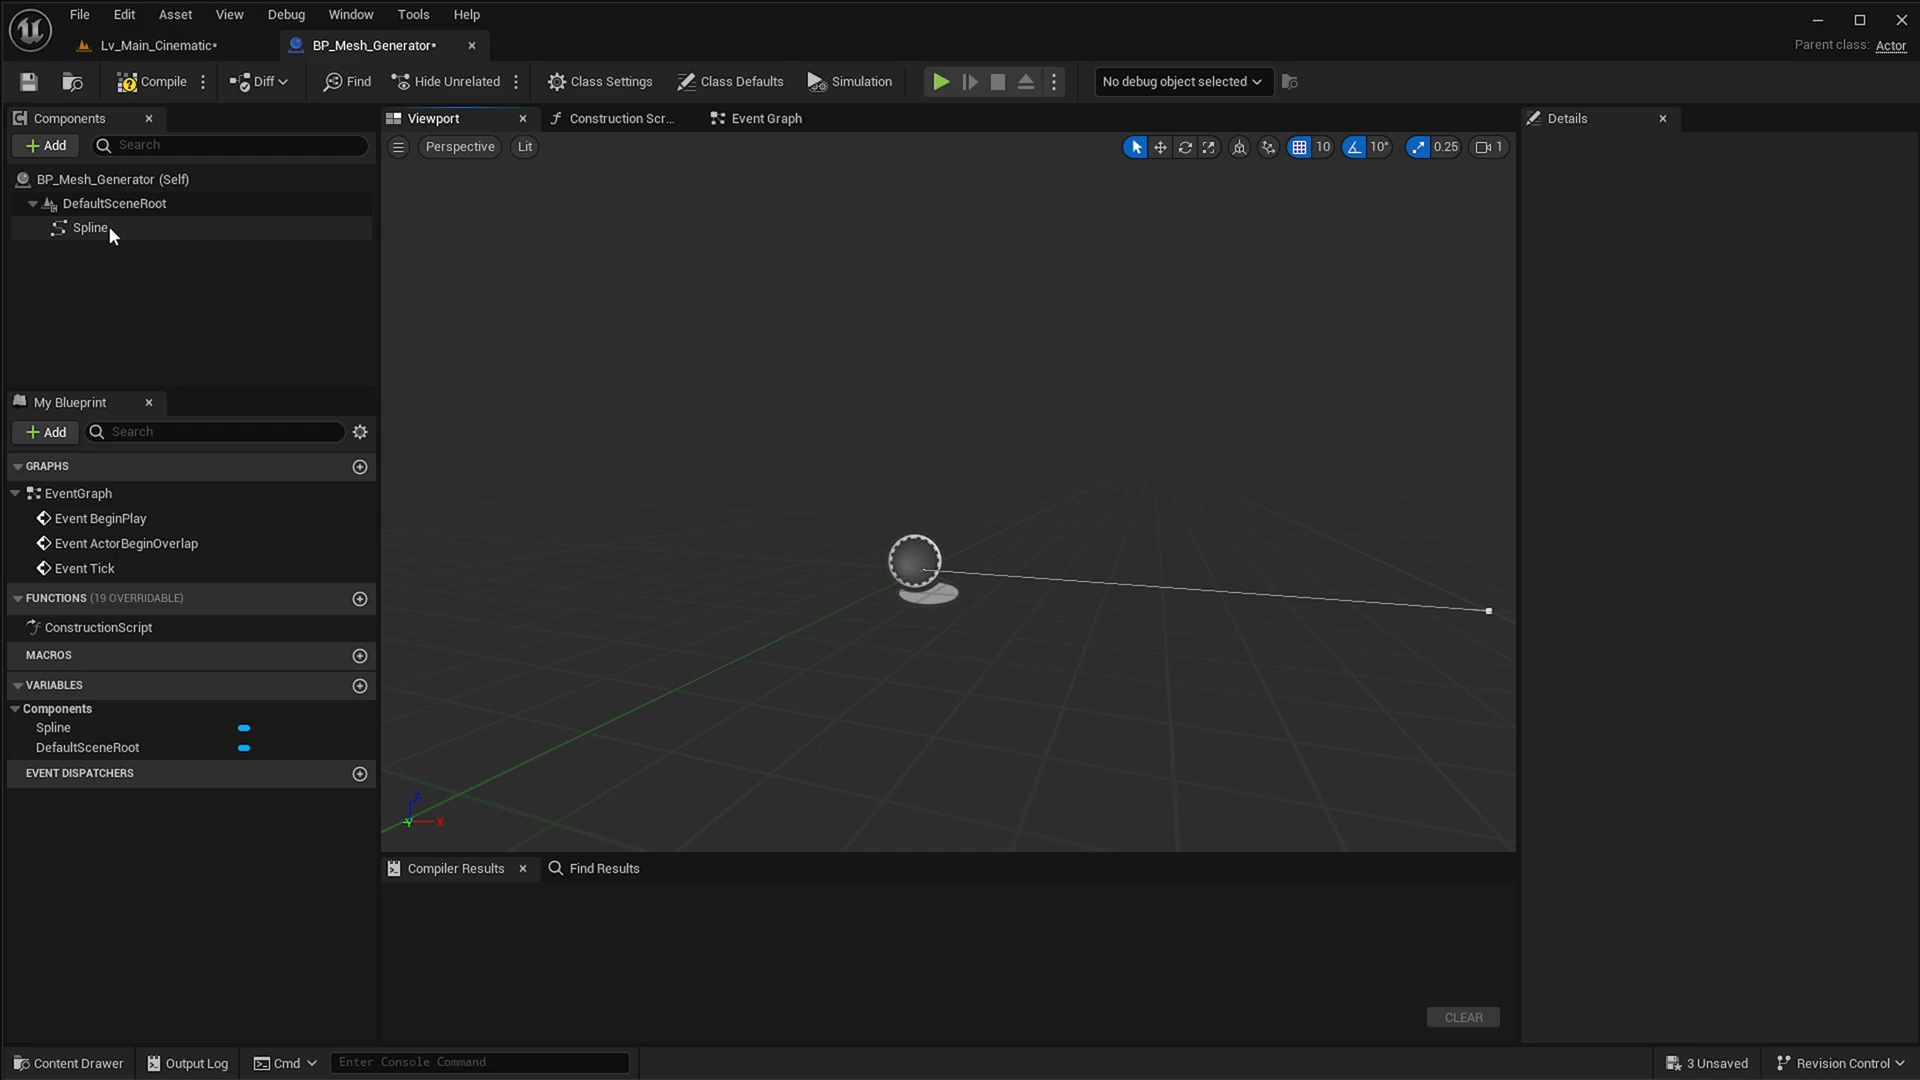 File Edit Asset View Debug Window Tools Help
Lv_Main_Cinematic* BP_Mesh_Generator*
Parent class: Actor
Compile Diff Find Hide Unrelated Class Settings Class Defaults Simulation No debug object selected
Components Viewport Construction Scr... Event Graph Details
Add Search Perspective Lit 10 10° 0.25 1
BP_Mesh_Generator (Self)
DefaultSceneRoot
Spline
My Blueprint
Add Search
GRAPHS
EventGraph
Event BeginPlay
Event ActorBeginOverlap
Event Tick
FUNCTIONS (19 OVERRIDABLE)
ConstructionScript
MACROS
VARIABLES
Components
Spline
DefaultSceneRoot
EVENT DISPATCHERS
Z
Y X
Compiler Results Find Results
CLEAR
Content Drawer Output Log Cmd Enter Console Command 3 Unsaved Revision Control